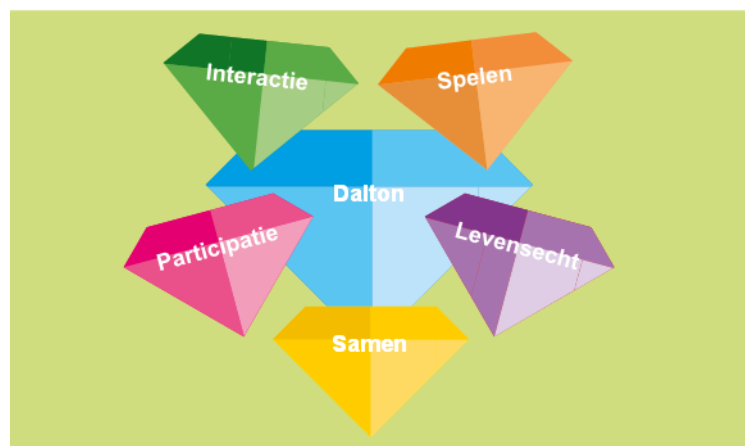 Interactie
Spelen
Dalton
Participatie
Levensecht
Samen